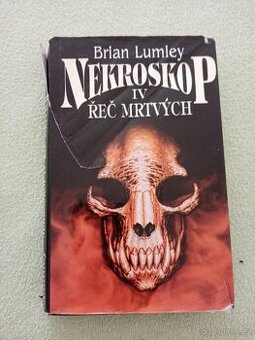 Brian Lumley
NEKROSKOP
IV
ŘEČ MRTVÝCH